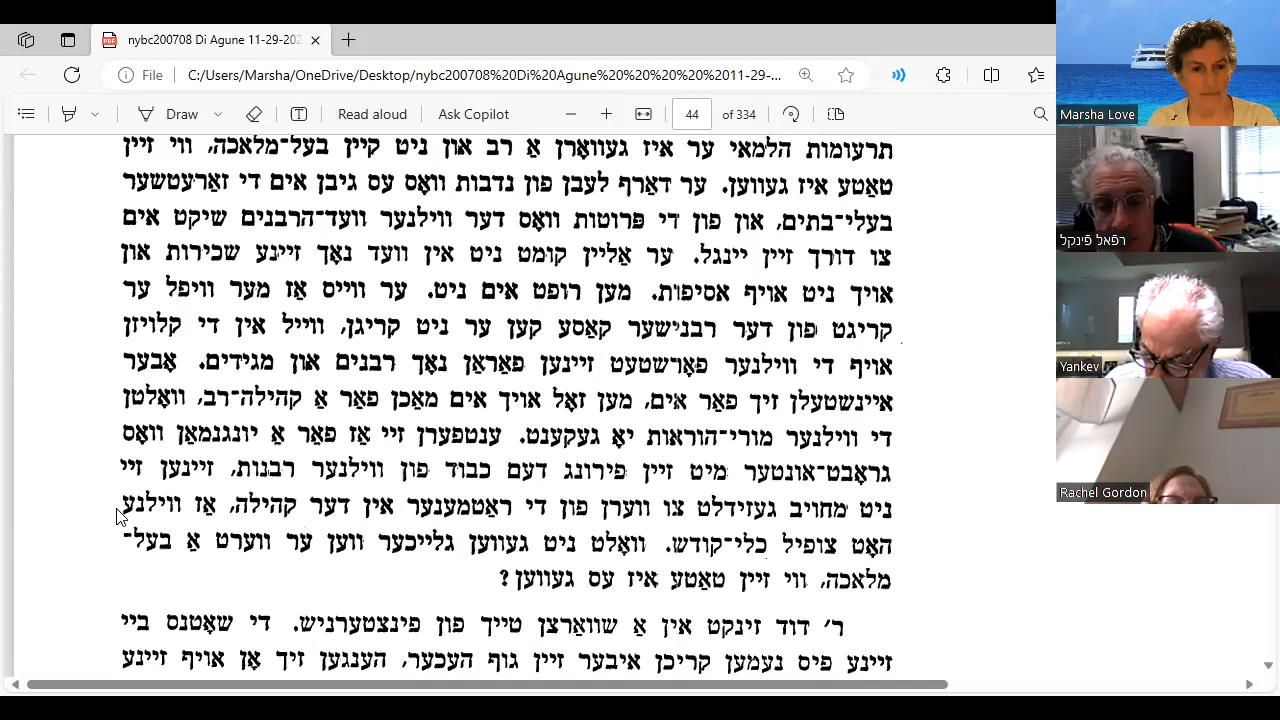 nybc200708 Di Agune 11-29-202
File
C:/Users/Marsha/OneDrive/Desktop/nybc200708%20Di%20Agune%20%20%20%20%2011-29-...
Draw
Read aloud
Ask Copilot
44
of 334
תרעומות הלמאי ער איז געוואָרן אַ רב און ניט קיין בעל־מלאכה, ווי זיין
טאַטע איז געווען. ער דאַרף לעבן פון נדבות וואָס עס גיבן אים די זאַרעטשער
בעלי־בתים, און פון די פּרוטות וואָס דער ווילנער וועד־הרבנים שיקט אים
צו דורך זיין יינגל. ער אַליין קומט ניט אין וועד נאָך זיינע שכירות און
אויך ניט אויף אסיפות. מען רופט אים ניט. ער ווייס אַז מער וויפל ער
קריגט פון דער רבנישער קאַסע קען ער ניט קריגן, ווייל אין די קלויזן
אויף די ווילנער פאָרשטעט זיינען פאַראַן נאָך רבנים און מגידים. אָבער
איינשטעלן זיך פאַר אים, מען זאָל אויך אים מאַכן פאַר אַ קהילה־רב, וואָלטן
די ווילנער מורי־הוראות יאָ געקענט. ענטפערן זיי אַז פאַר אַ יונגנמאַן וואָס
גראָבט־אונטער מיט זיין פירונג דעם כבוד פון ווילנער רבנות, זיינען זיי
ניט מחויב געזידלט צו ווערן פון די ראַטמענער אין דער קהילה, אַז ווילנע
האָט צופיל כלי־קודש. וואָלט ניט געווען גלייכער ווען ער ווערט אַ בעל־
מלאכה, ווי זיין טאַטע איז עס געווען?
ר' דוד זינקט אין אַ שוואַרצן טייך פון פינצטערניש. די שאָטנס ביי
זיינע פיס נעמען קריכן איבער זיין גוף העכער, הענגען זיך אָן אויף זיינע
Marsha Love
רפֿאל פֿינקל
Yankev
Rachel Gordon